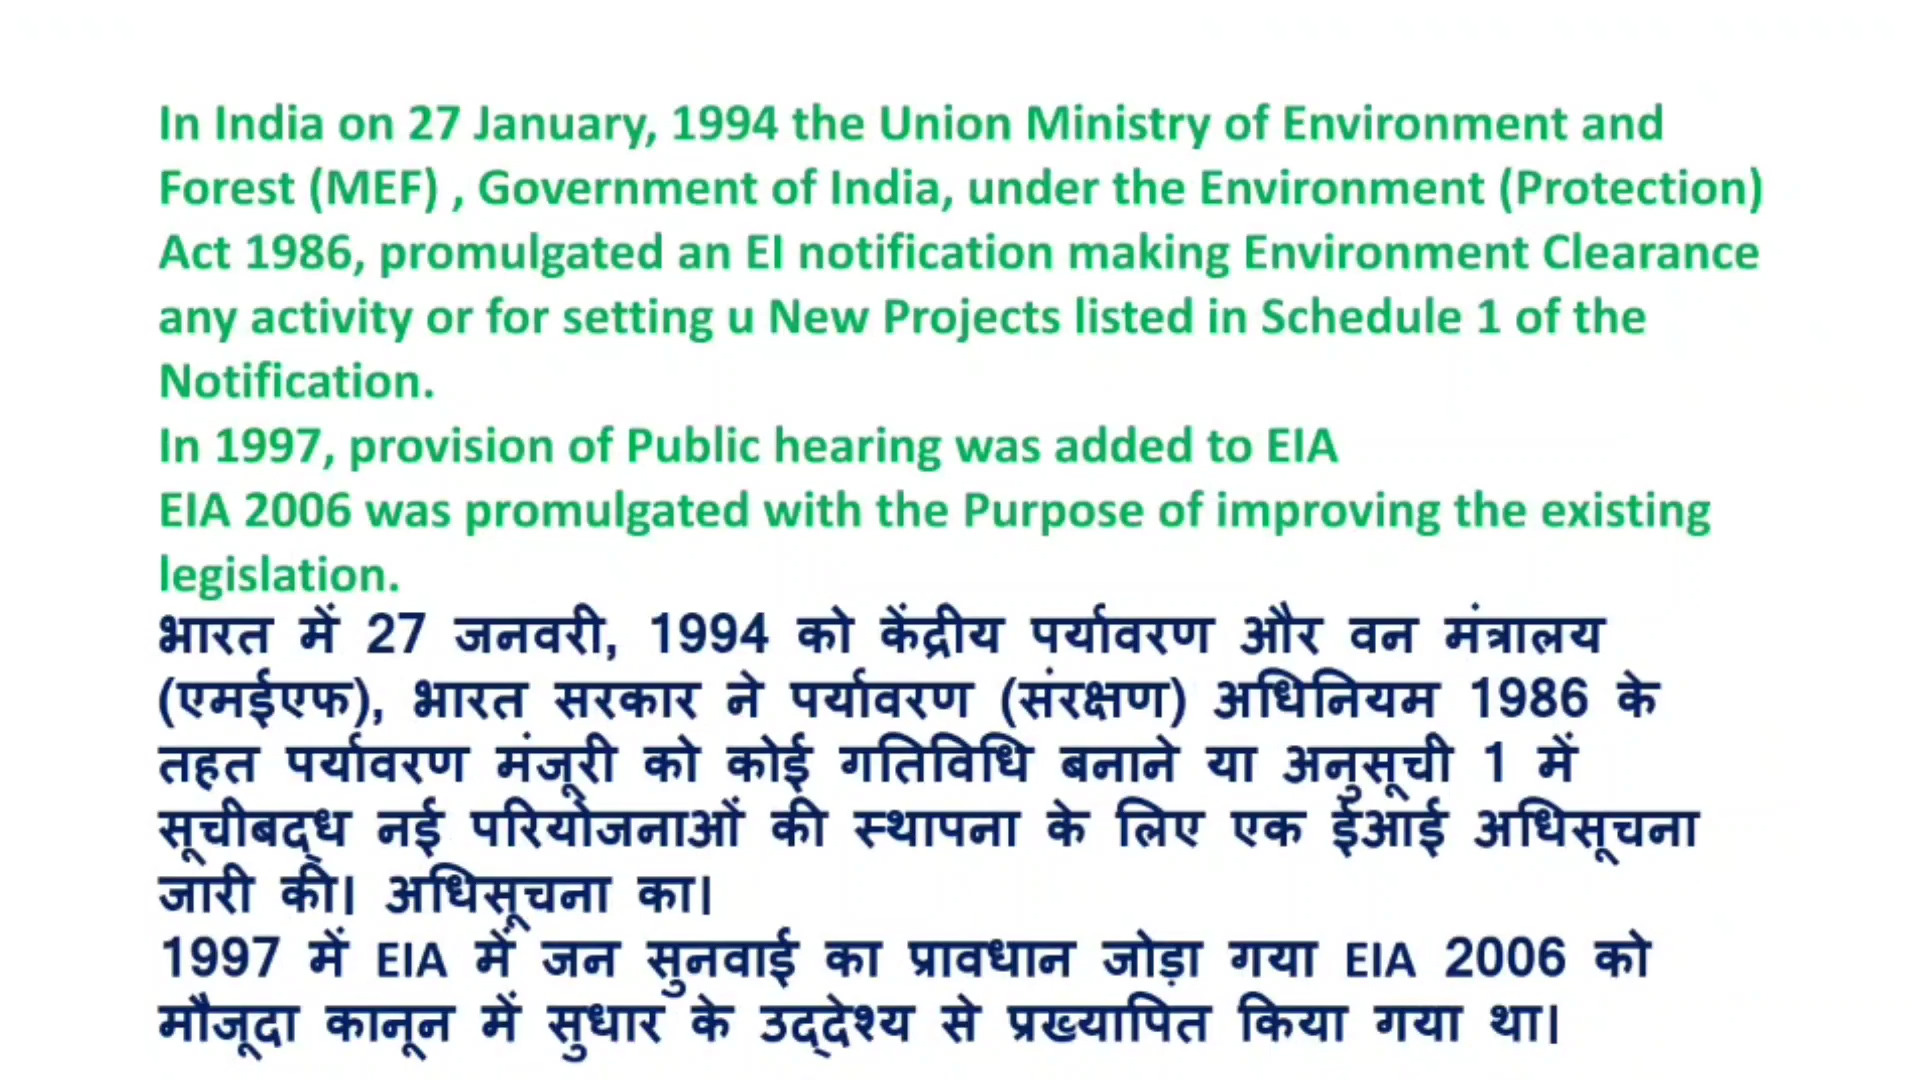 In India on 27 January, 1994 the Union Ministry of Environment and
Forest (MEF) , Government of India, under the Environment (Protection)
Act 1986, promulgated an EI notification making Environment Clearance
any activity or for setting u New Projects listed in Schedule 1 of the
Notification.
In 1997, provision of Public hearing was added to EIA
EIA 2006 was promulgated with the Purpose of improving the existing
legislation.
भारत में 27 जनवरी, 1994 को केंद्रीय पर्यावरण और वन मंत्रालय
(एमईएफ), भारत सरकार ने पर्यावरण (संरक्षण) अधिनियम 1986 के
तहत पर्यावरण मंजूरी को कोई गतिविधि बनाने या अनुसूची 1 में
सूचीबद्ध नई परियोजनाओं की स्थापना के लिए एक ईआई अधिसूचना
जारी की। अधिसूचना का।
1997 में EIA में जन सुनवाई का प्रावधान जोड़ा गया EIA 2006 को
मौजूदा कानून में सुधार के उद्देश्य से प्रख्यापित किया गया था।